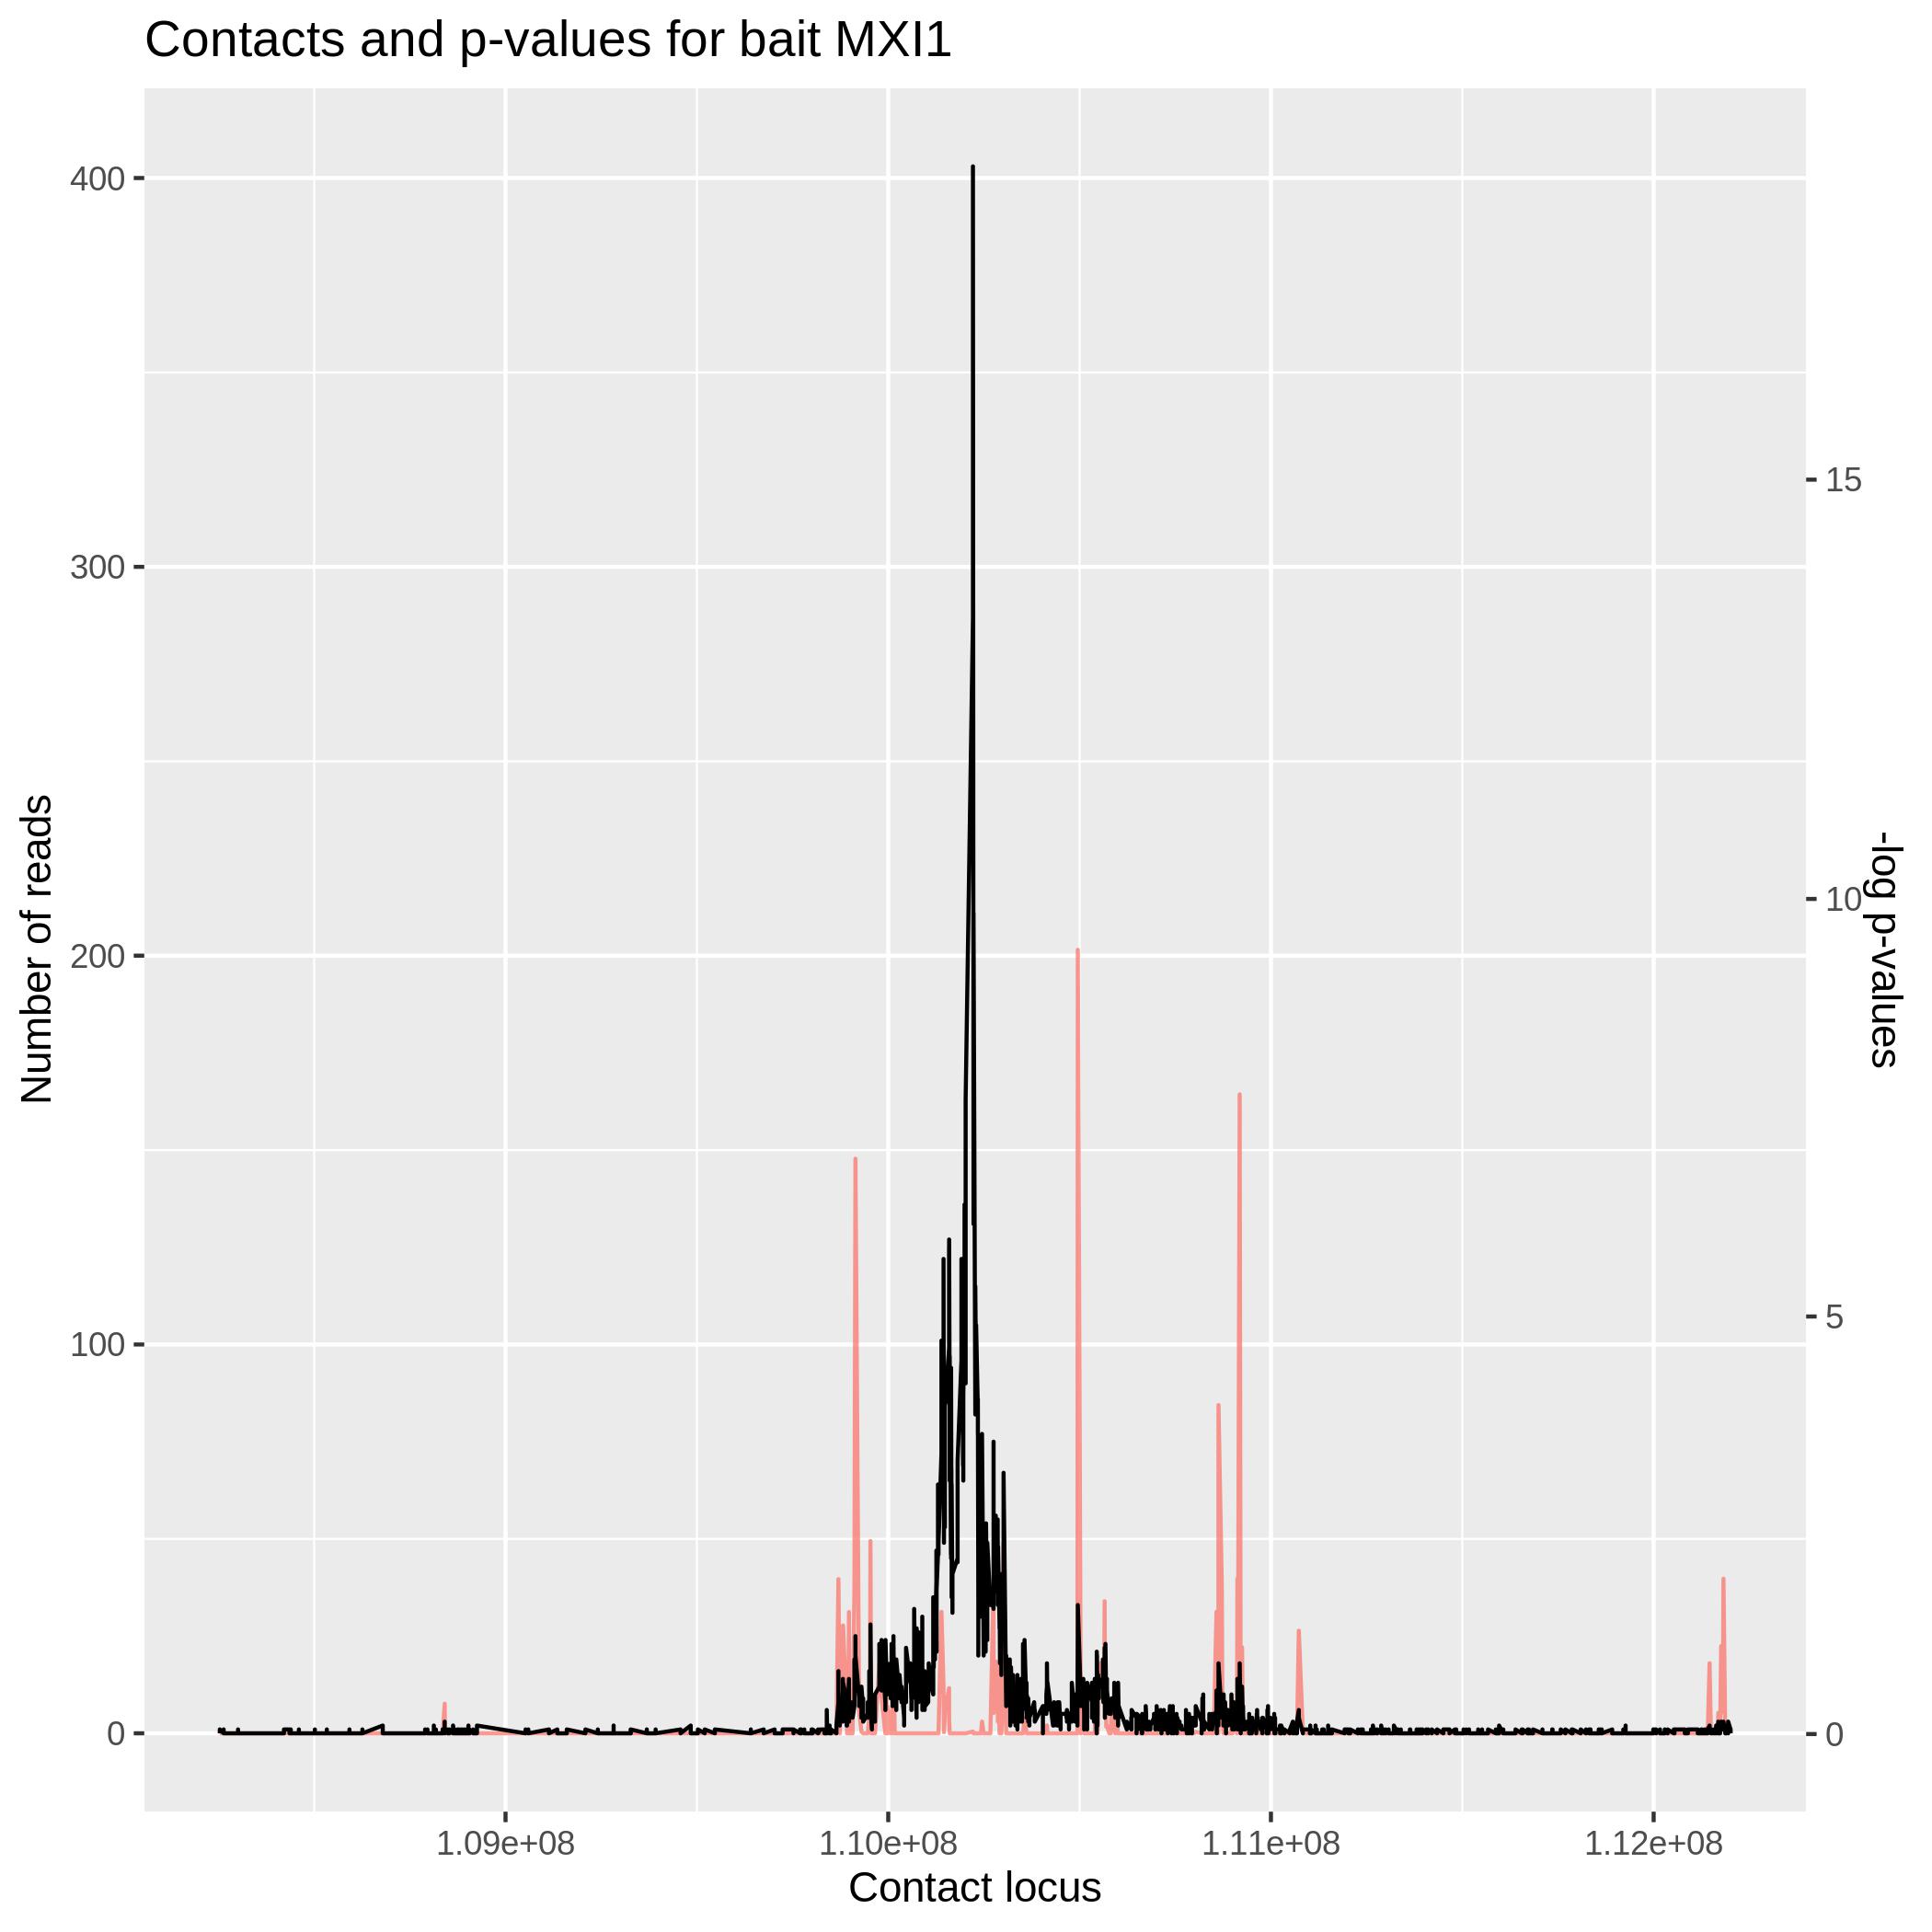 Contacts and p-values for bait MXI1
400
300
200
100
0
Number of reads
15
10
5
0
-log p-values
1.09e+08
1.10e+08
1.11e+08
1.12e+08
Contact locus